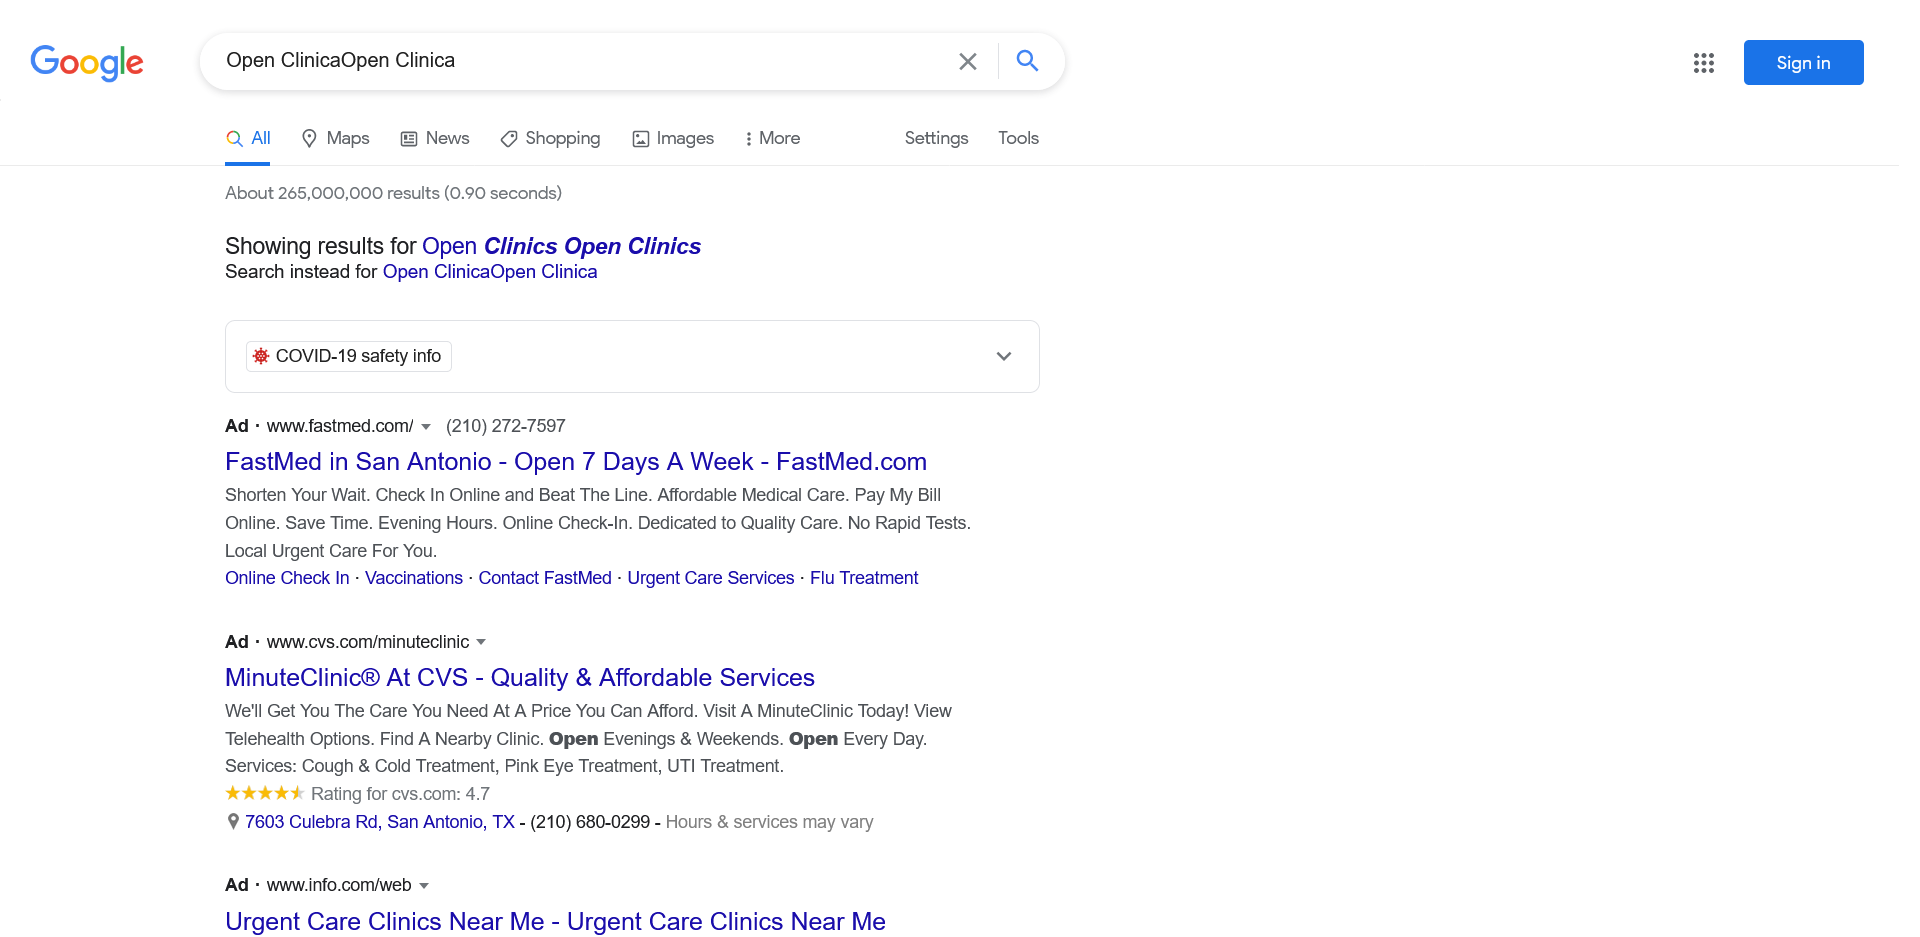 Google
Open ClinicaOpen Clinica
Sign in
All
Maps
News
Shopping
Images
More
Settings
Tools
About 265,000,000 results (0.90 seconds)
Showing results for Open Clinics Open Clinics
Search instead for Open ClinicaOpen Clinica
COVID-19 safety info
Ad · www.fastmed.com/ (210) 272-7597
FastMed in San Antonio - Open 7 Days A Week - FastMed.com
Shorten Your Wait. Check In Online and Beat The Line. Affordable Medical Care. Pay My Bill
Online. Save Time. Evening Hours. Online Check-In. Dedicated to Quality Care. No Rapid Tests.
Local Urgent Care For You.
Online Check In · Vaccinations · Contact FastMed · Urgent Care Services · Flu Treatment
Ad · www.cvs.com/minuteclinic
MinuteClinic® At CVS - Quality & Affordable Services
We'll Get You The Care You Need At A Price You Can Afford. Visit A MinuteClinic Today! View
Telehealth Options. Find A Nearby Clinic. Open Evenings & Weekends. Open Every Day.
Services: Cough & Cold Treatment, Pink Eye Treatment, UTI Treatment.
Rating for cvs.com: 4.7
7603 Culebra Rd, San Antonio, TX - (210) 680-0299 - Hours & services may vary
Ad · www.info.com/web
Urgent Care Clinics Near Me - Urgent Care Clinics Near Me